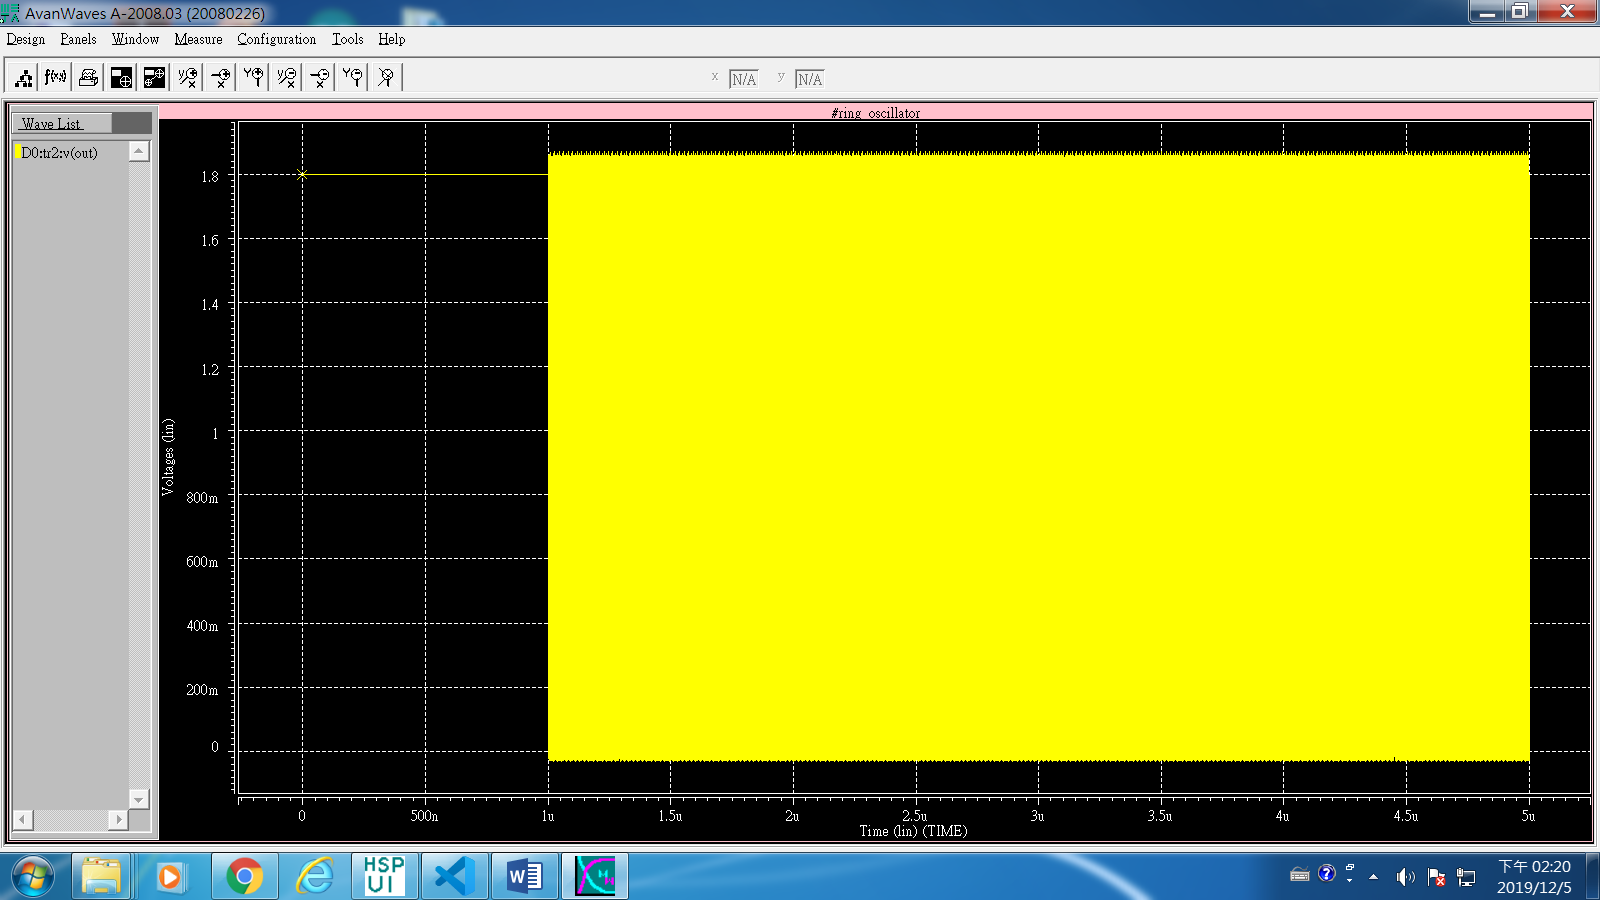 AvanWaves A-2008.03 (20080226)
Design Panels Window Measure Configuration Tools Help
f(x) x N/A y N/A
#ring_oscillator
Wave List
D0:tr2:v(out)
1.8
1.6
1.4
1.2
1
800m
600m
400m
200m
0
Voltages (lin)
0 500n 1u 1.5u 2u 2.5u 3u 3.5u 4u 4.5u 5u
Time (lin) (TIME)
HSP
UI
下午 02:20
2019/12/5